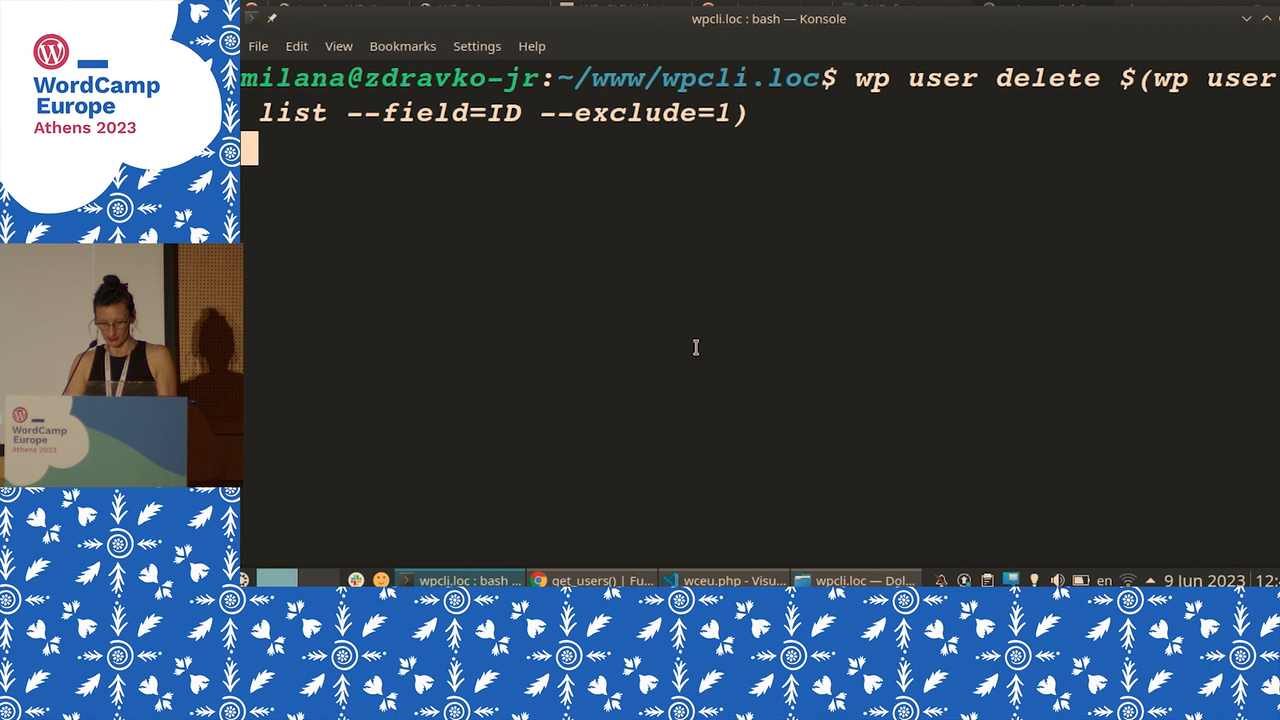 WordCamp
Europe
Athens 2023
wpcli.loc : bash — Konsole
File Edit View Bookmarks Settings Help
milana@zdravko-jr:~/www/wpcli.loc$ wp user delete $(wp user
list --field=ID --exclude=1)
WordCamp
Europe
Athens 2023
wpcli.loc : bash ... get_users() | Fu... wceu.php - Visu... wpcli.loc — Dol... en 9 Jun 2023